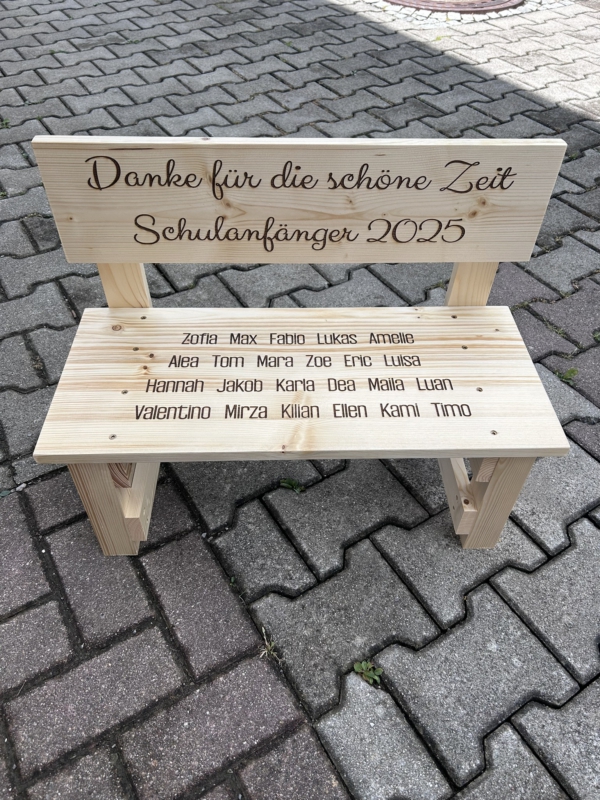 Danke für die schöne Zeit
Schulanfänger 2025
Zofia Max Fabio Lukas Amelie
Alea Tom Mara Zoe Eric Luisa
Hannah Jakob Karla Dea Maila Luan
Valentino Mirza Kilian Ellen Kami Timo